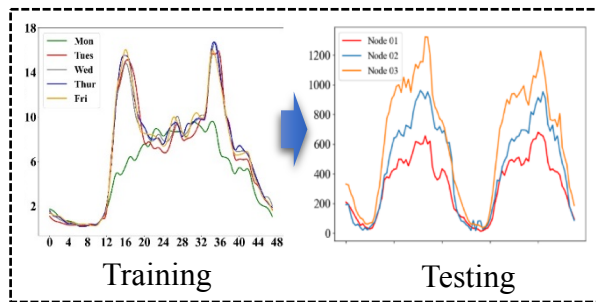 18
14
10
6
2
0 4 8 12 16 20 24 28 32 36 40 44 48
Mon
Tues
Wed
Thur
Fri
Training
1200
1000
800
600
400
200
0
Node 01
Node 02
Node 03
Testing